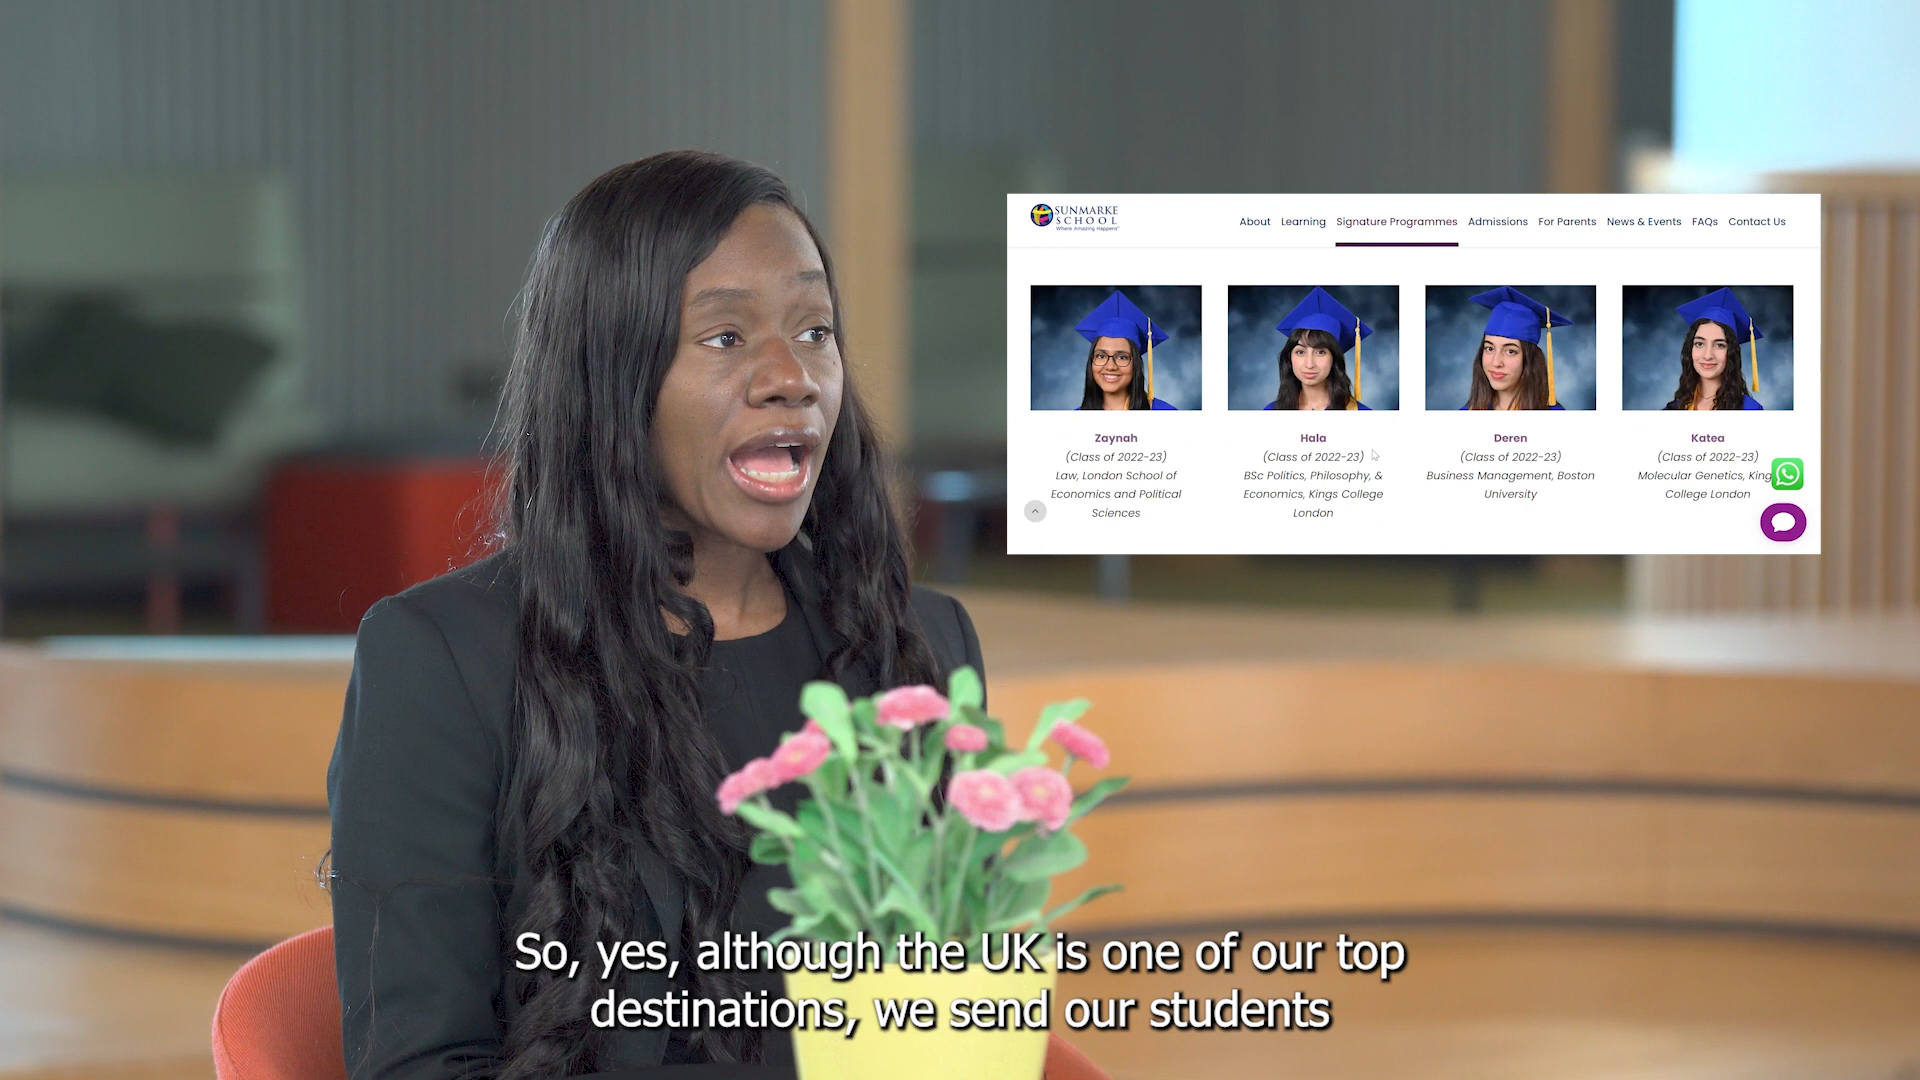 SUNMARKE
SCHOOL
Where Amazing Happens
About Learning Signature Programmes Admissions For Parents News & Events FAQs Contact Us
Zaynah
(Class of 2022-23)
Law, London School of
Economics and Political
Sciences
Hala
(Class of 2022-23)
BSc Politics, Philosophy, &
Economics, Kings College
London
Deren
(Class of 2022-23)
Business Management, Boston
University
Katea
(Class of 2022-23)
Molecular Genetics, King
College London
So, yes, although the UK is one of our top
destinations, we send our students